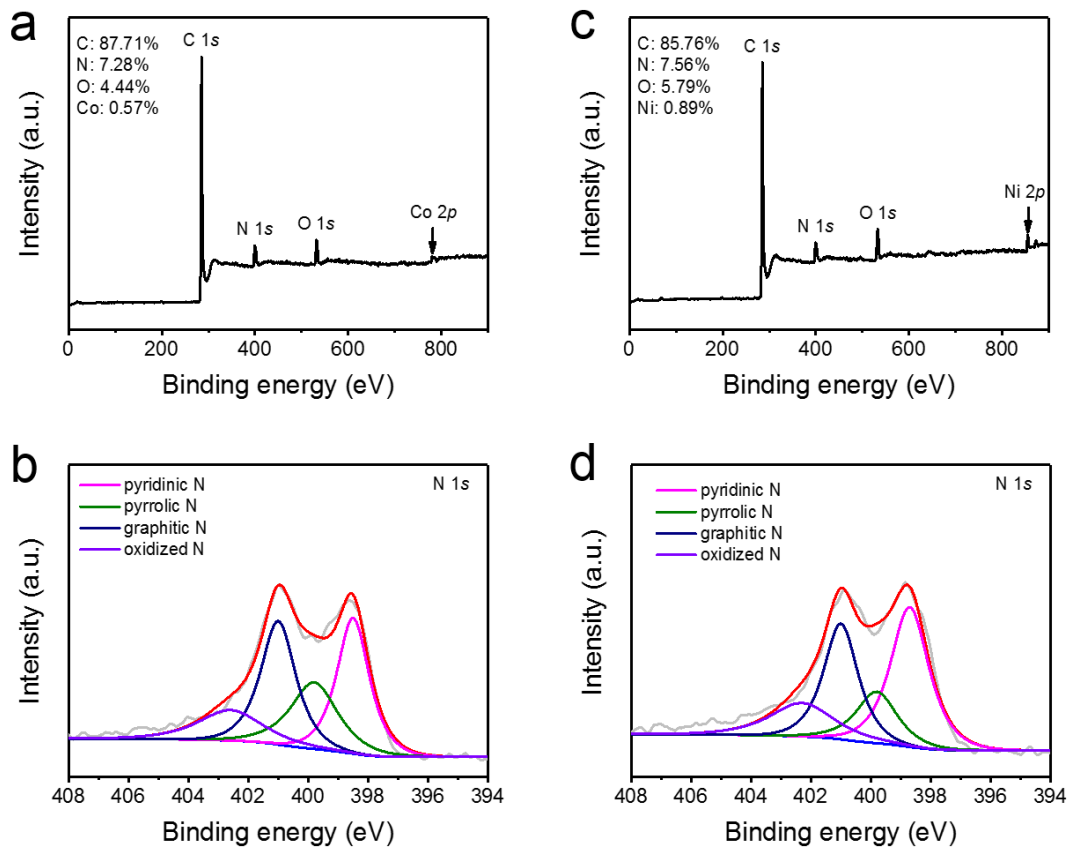 a
C: 87.71%
N: 7.28%
O: 4.44%
Co: 0.57%
C 1s
N 1s
O 1s
Co 2p
Intensity (a.u.)
0 200 400 600 800
Binding energy (eV)
c
C: 85.76%
N: 7.56%
O: 5.79%
Ni: 0.89%
C 1s
N 1s
O 1s
Ni 2p
Intensity (a.u.)
0 200 400 600 800
Binding energy (eV)
b
pyridinic N
pyrrolic N
graphitic N
oxidized N
N 1s
Intensity (a.u.)
408 406 404 402 400 398 396 394
Binding energy (eV)
d
pyridinic N
pyrrolic N
graphitic N
oxidized N
N 1s
Intensity (a.u.)
408 406 404 402 400 398 396 394
Binding energy (eV)